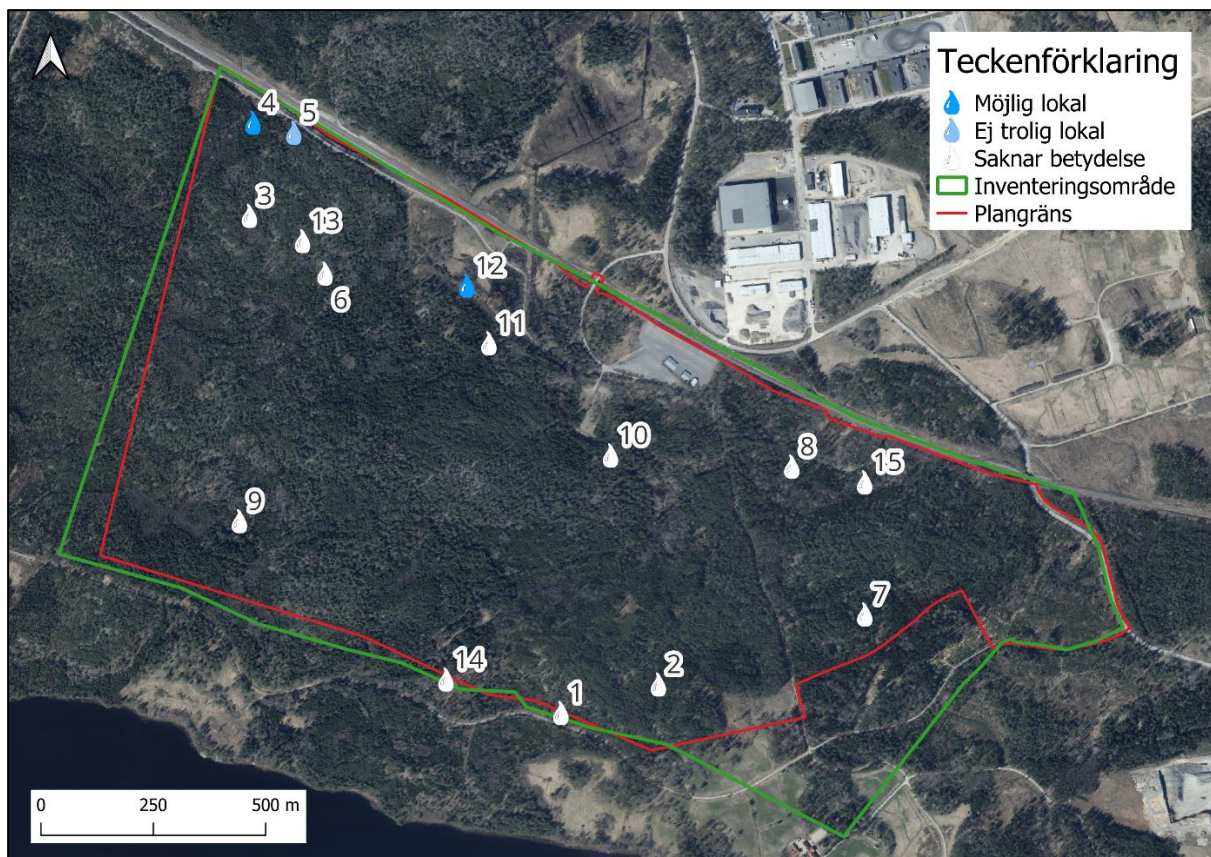 Teckenförklaring
Möjlig lokal
Ej trolig lokal
Saknar betydelse
Inventeringsområde
Plangräns
4
5
3
13
6
12
11
10
8
15
9
7
14
2
1
0 250 500 m